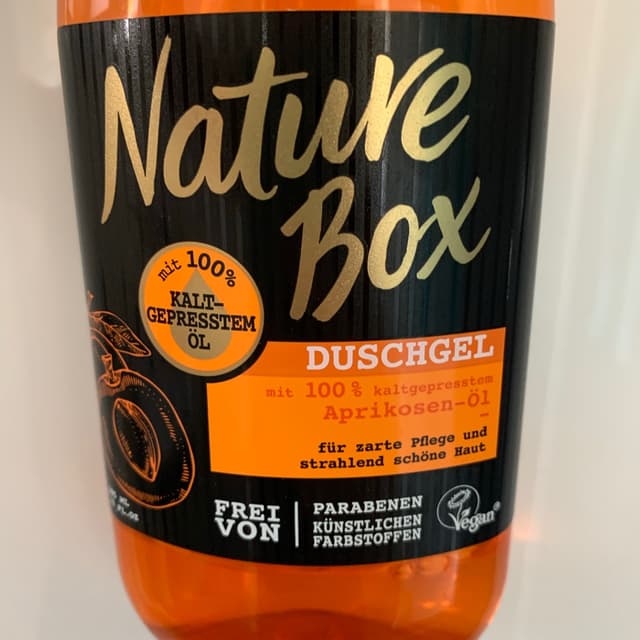 Nature
Box
mit 100%
KALT-
GEPRESSTEM
ÖL
DUSCHGEL
mit 100% kaltgepresstem
Aprikosen-Öl
für zarte Pflege und
strahlend schöne Haut
FREI
VON
PARABENEN
KÜNSTLICHEN
FARBSTOFFEN
Vegan®